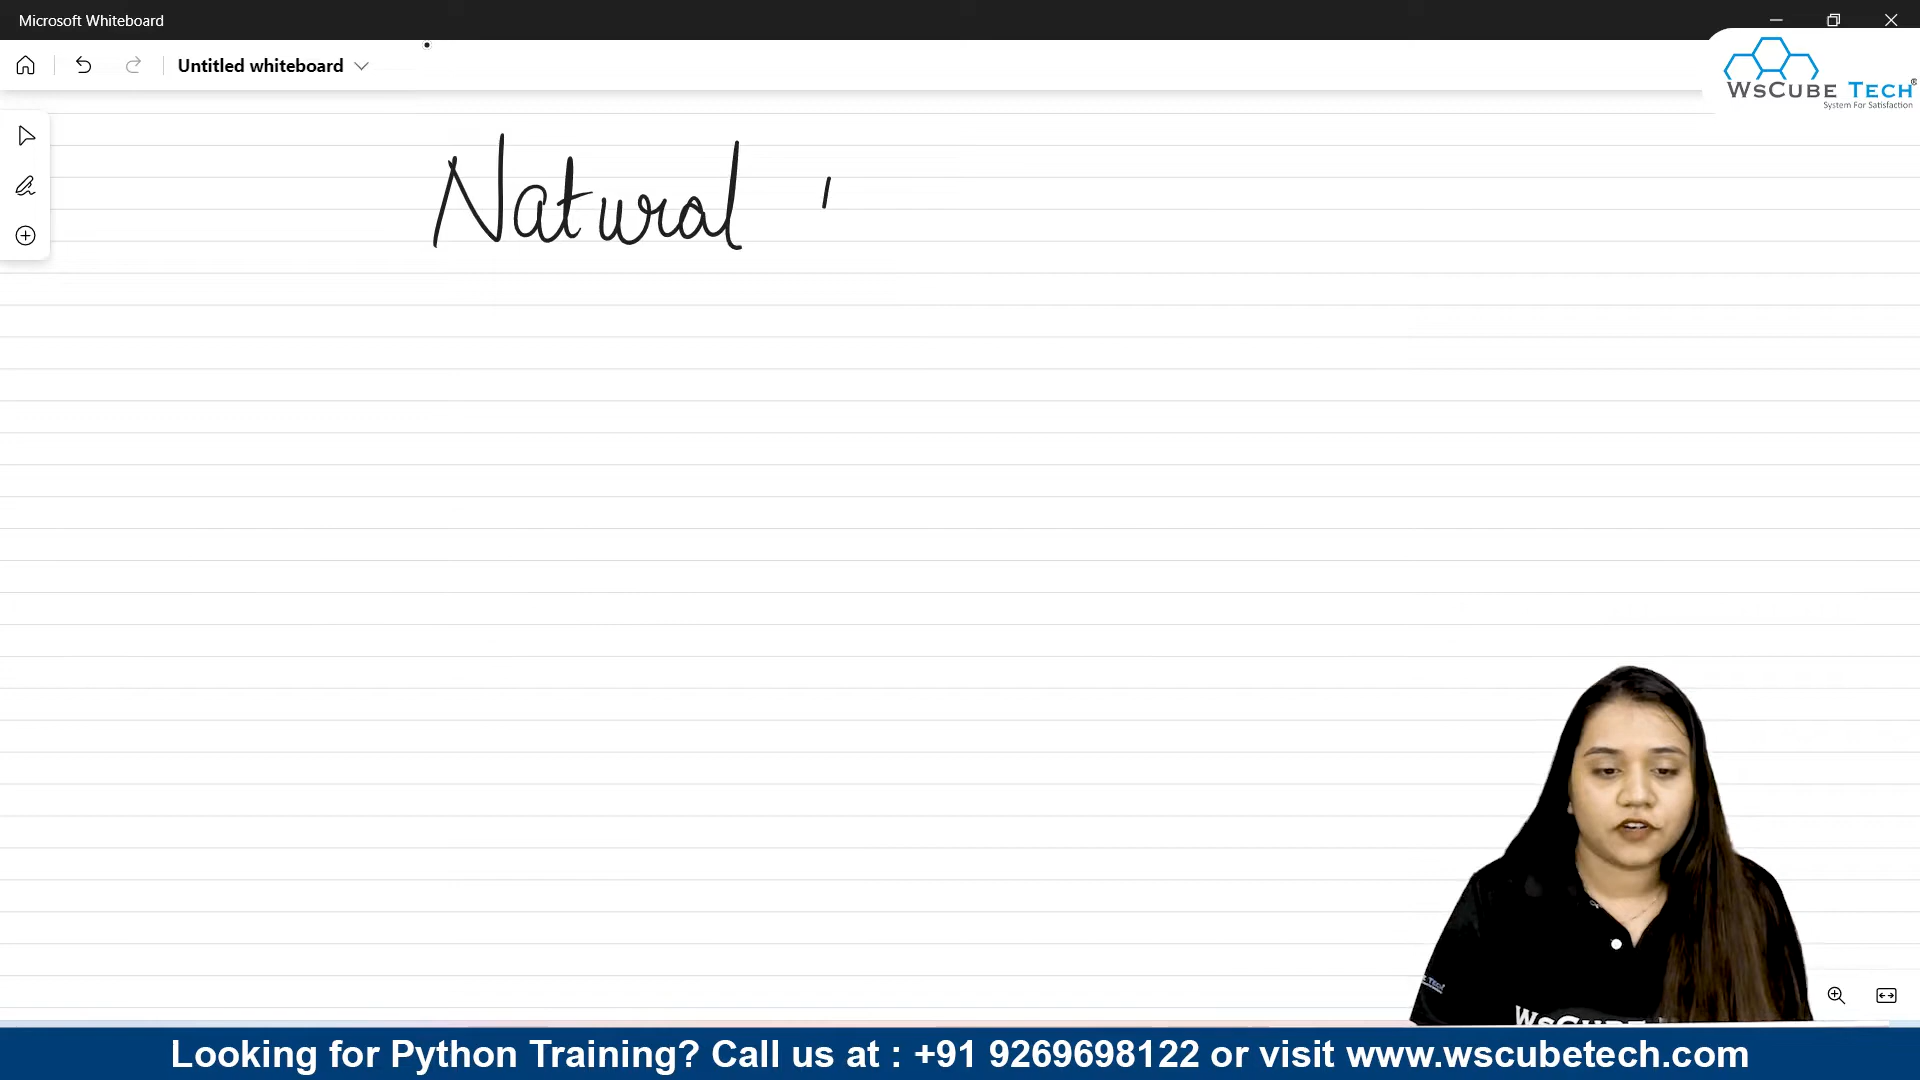 Microsoft Whiteboard
Untitled whiteboard
WsCube Tech®
System For Satisfaction
Natural
WsCube
Looking for Python Training? Call us at : +91 9269698122 or visit www.wscubetech.com